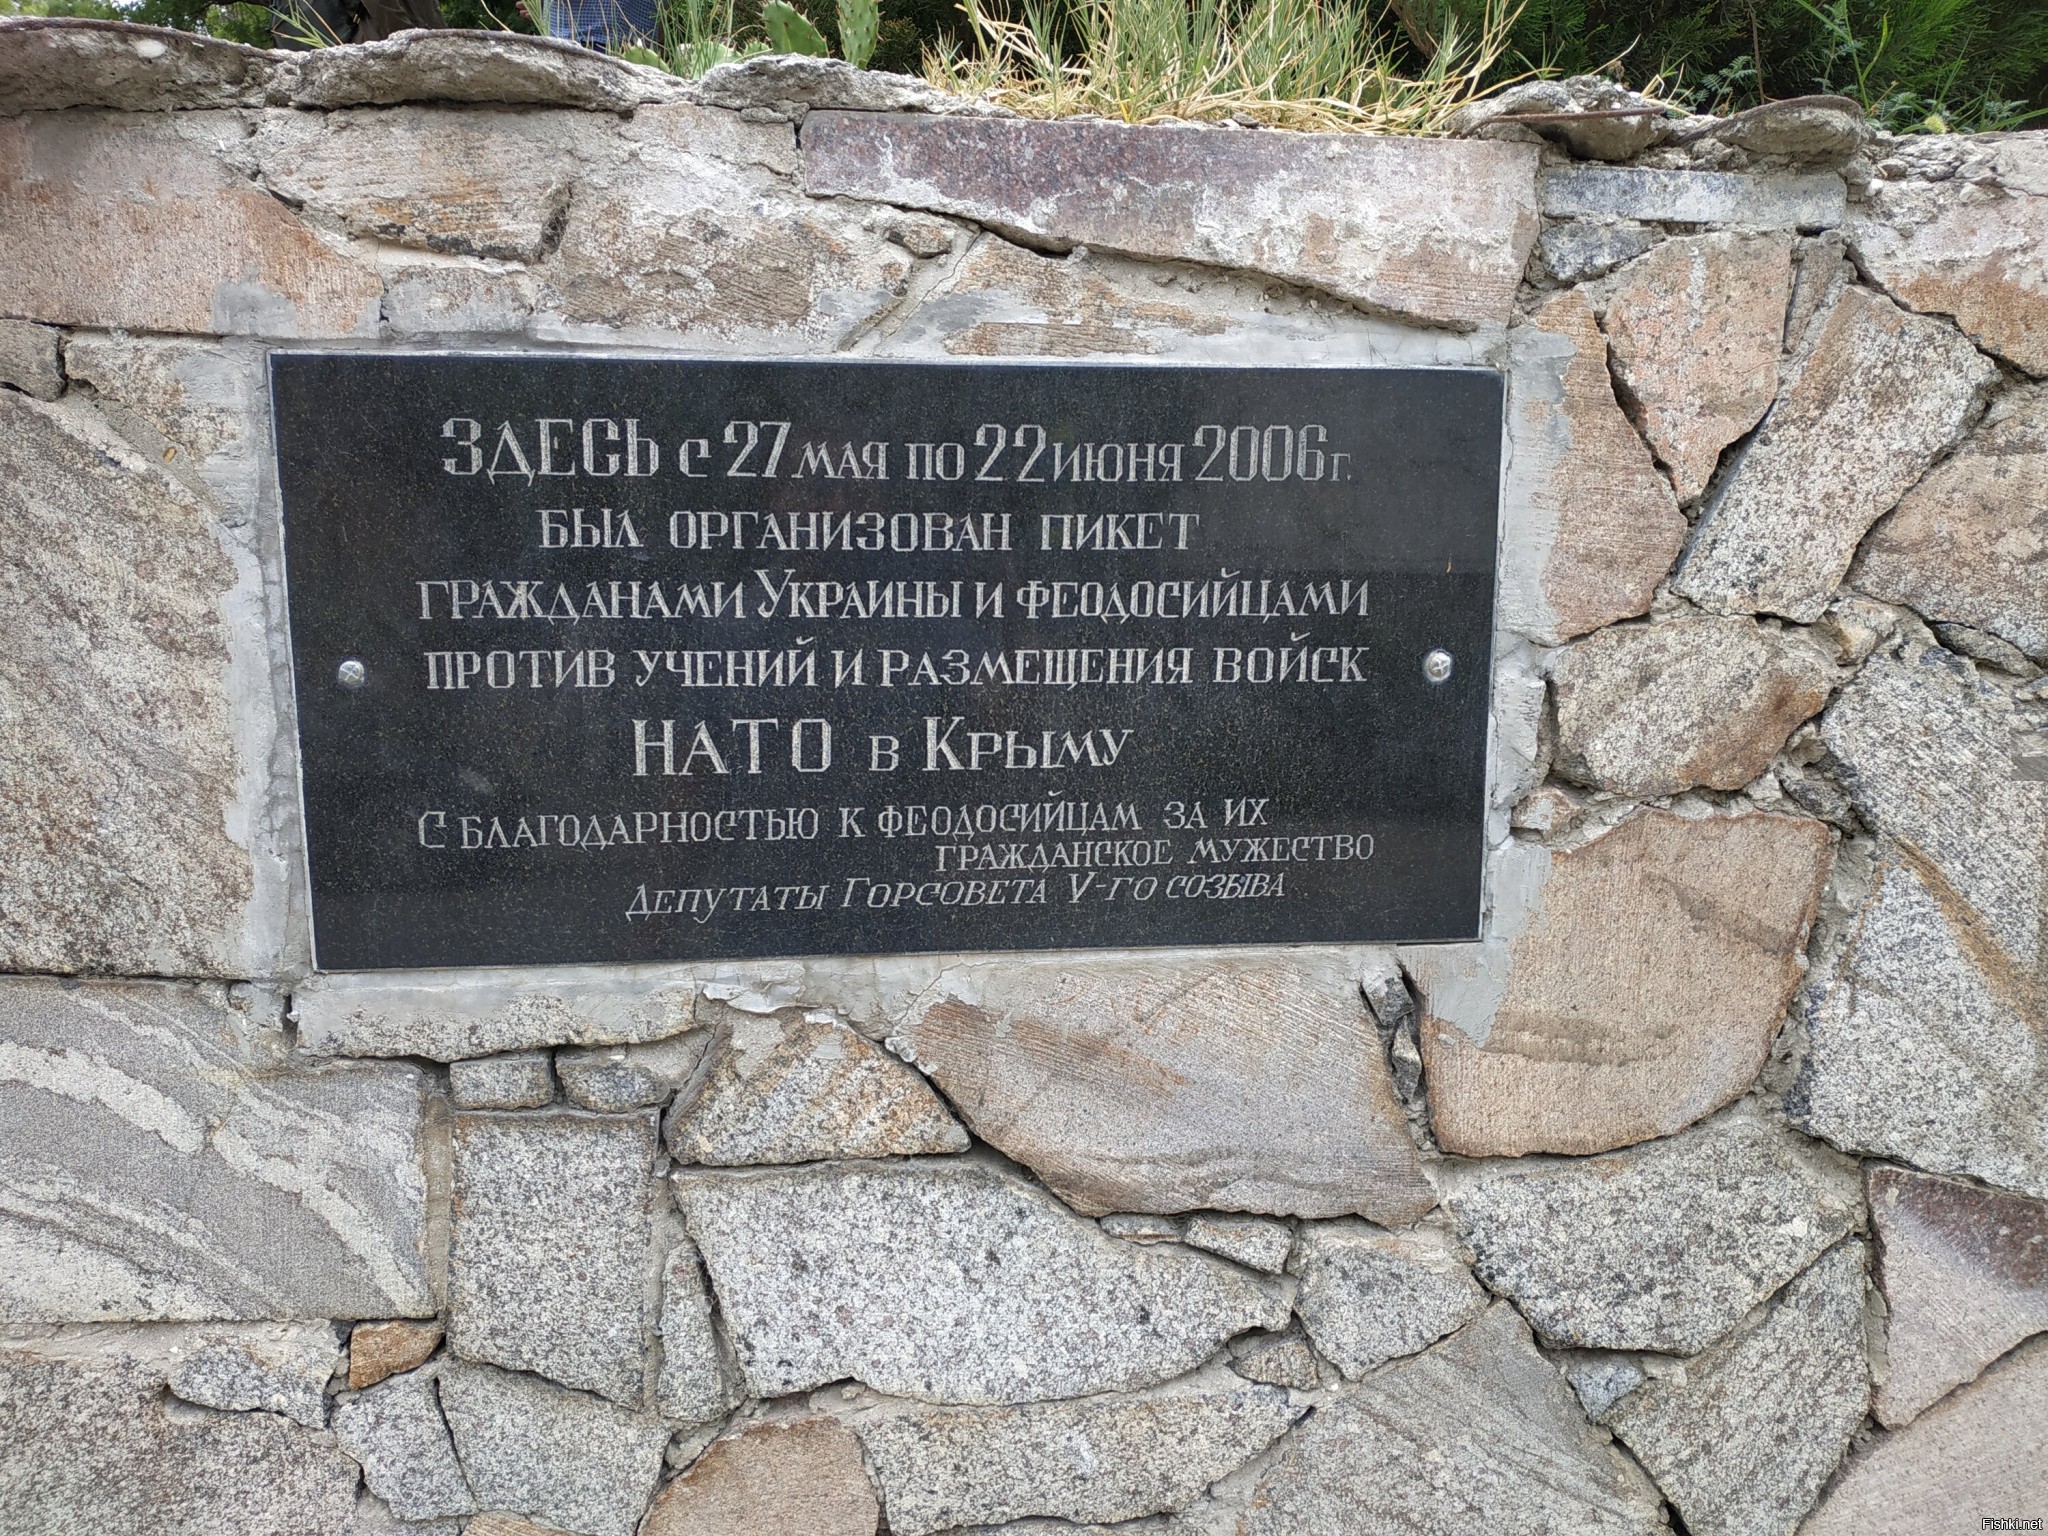 ЗДЕСЬ с 27 мая по 22 июня 2006 г.
был организован пикет
гражданами Украины и феодосийцами
против учений и размещения войск
НАТО в Крыму
С благодарностью к феодосийцам за их
гражданское мужество
Депутаты Горсовета V-го созыва
Fishki.net